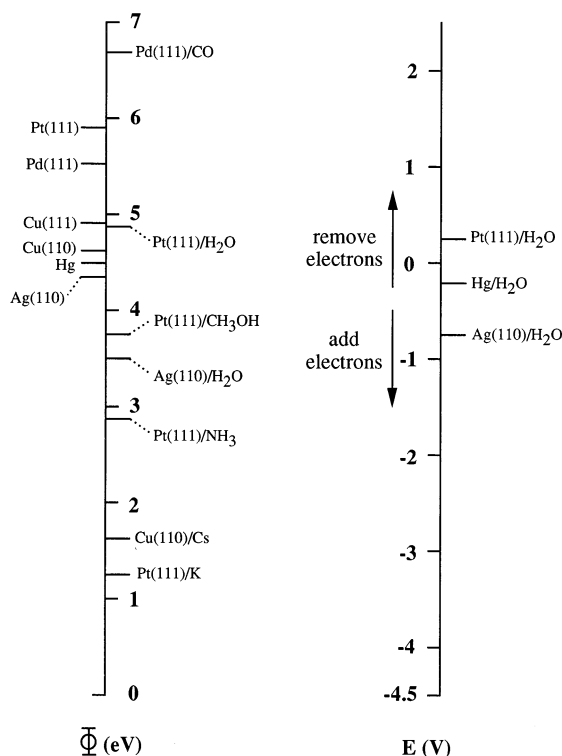 7
Pd(111)/CO
6
Pt(111)
Pd(111)
5
Cu(111)
Pt(111)/H₂O
Cu(110)
Hg
Ag(110)
4
Pt(111)/CH₃OH
Ag(110)/H₂O
3
Pt(111)/NH₃
2
Cu(110)/Cs
Pt(111)/K
1
0
Φ̄ (eV)
2
1
remove
electrons
Pt(111)/H₂O
0
Hg/H₂O
add
electrons
Ag(110)/H₂O
-1
-2
-3
-4
-4.5
E (V)